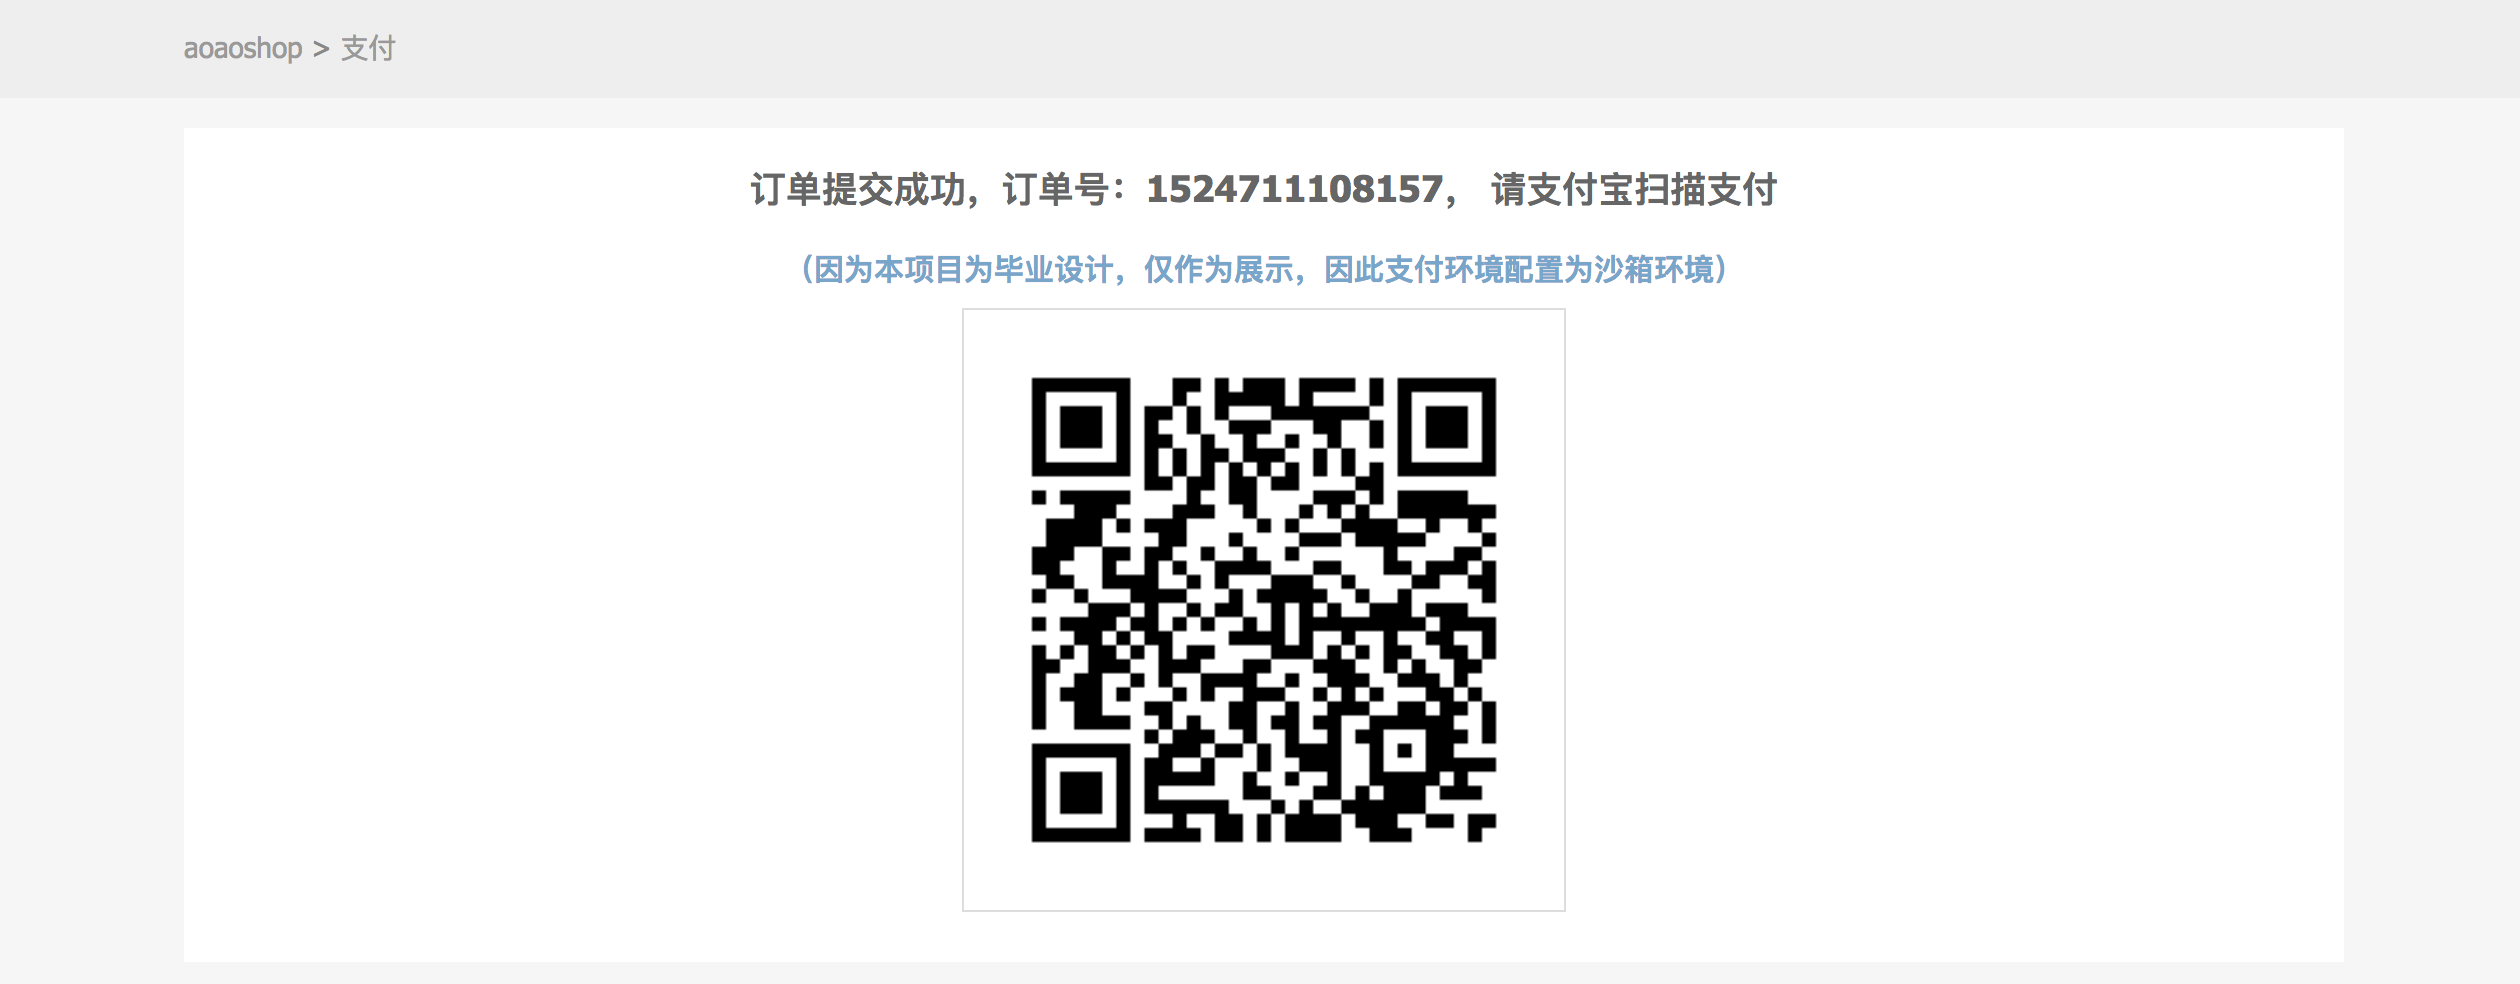 aoaoshop > 支付
订单提交成功，订单号：1524711108157， 请支付宝扫描支付
（因为本项目为毕业设计，仅作为展示，因此支付环境配置为沙箱环境）